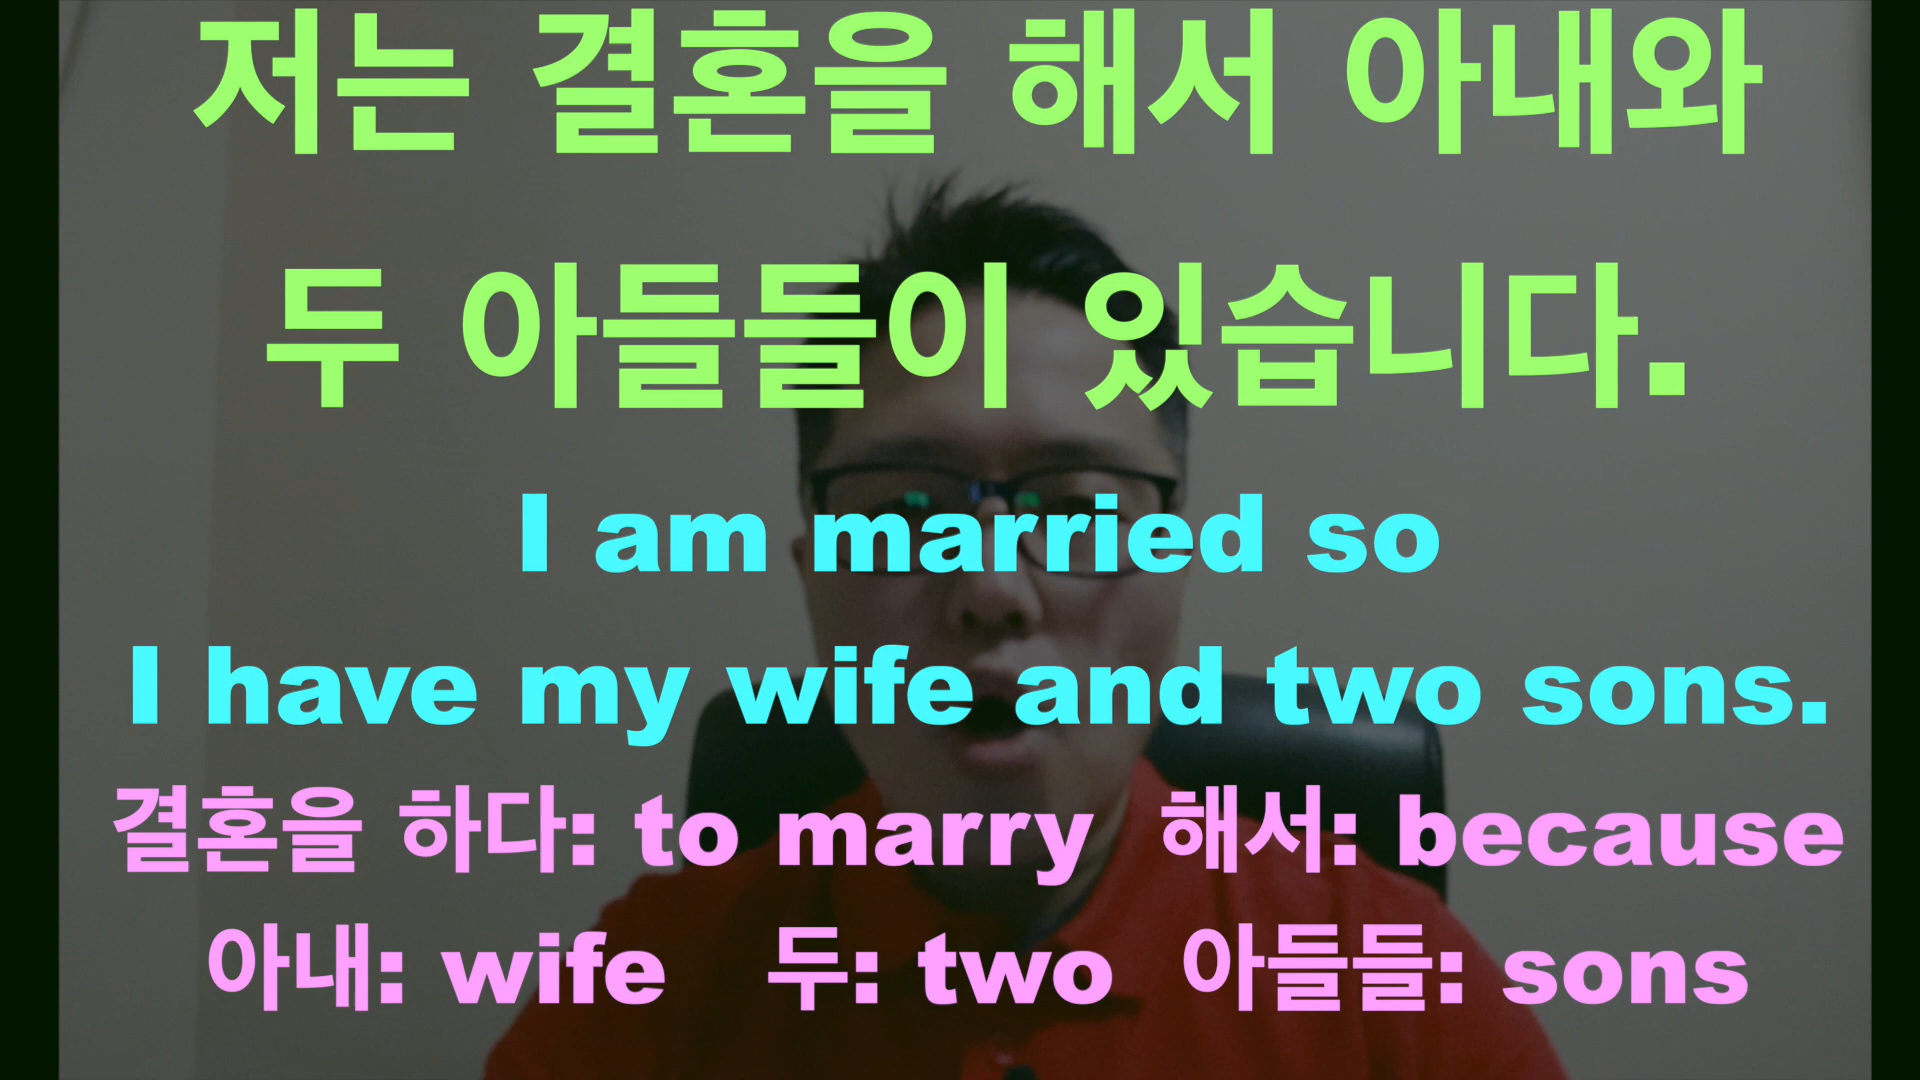 저는 결혼을 해서 아내와
두 아들들이 있습니다.
I am married so
I have my wife and two sons.
결혼을 하다: to marry 해서: because
아내: wife 두: two 아들들: sons